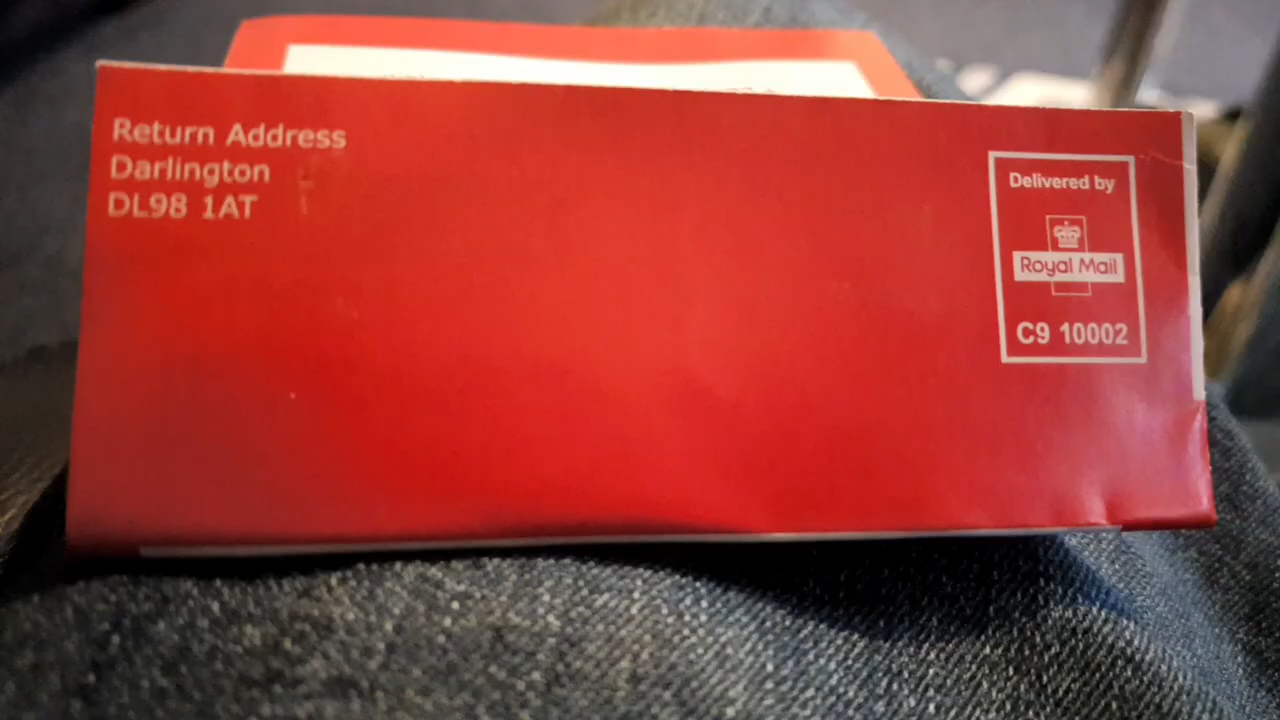 Return Address
Darlington
DL98 1AT
Delivered by
Royal Mail
C9 10002